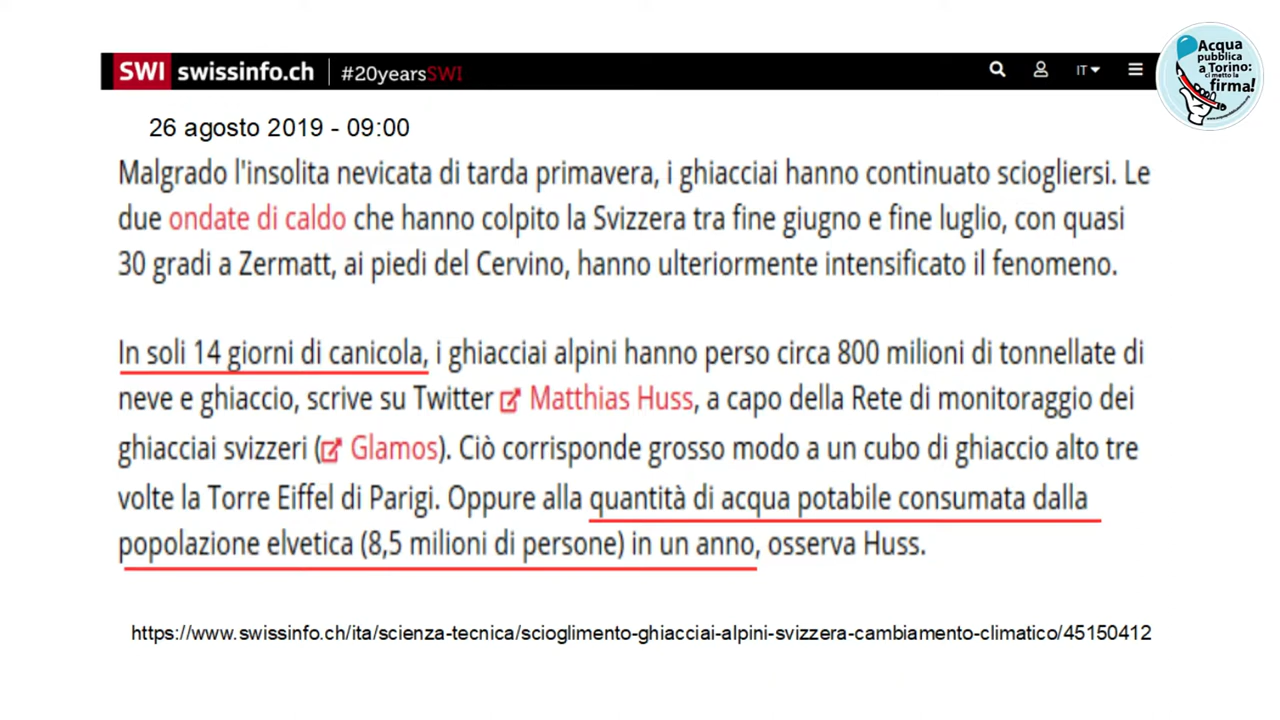 SWI swissinfo.ch #20yearsSWI IT
Acqua
pubblica
a Torino:
ci metto la
firma!
26 agosto 2019 - 09:00
Malgrado l'insolita nevicata di tarda primavera, i ghiacciai hanno continuato sciogliersi. Le
due ondate di caldo che hanno colpito la Svizzera tra fine giugno e fine luglio, con quasi
30 gradi a Zermatt, ai piedi del Cervino, hanno ulteriormente intensificato il fenomeno.
In soli 14 giorni di canicola, i ghiacciai alpini hanno perso circa 800 milioni di tonnellate di
neve e ghiaccio, scrive su Twitter Matthias Huss, a capo della Rete di monitoraggio dei
ghiacciai svizzeri (Glamos). Ciò corrisponde grosso modo a un cubo di ghiaccio alto tre
volte la Torre Eiffel di Parigi. Oppure alla quantità di acqua potabile consumata dalla
popolazione elvetica (8,5 milioni di persone) in un anno, osserva Huss.
https://www.swissinfo.ch/ita/scienza-tecnica/scioglimento-ghiacciai-alpini-svizzera-cambiamento-climatico/45150412